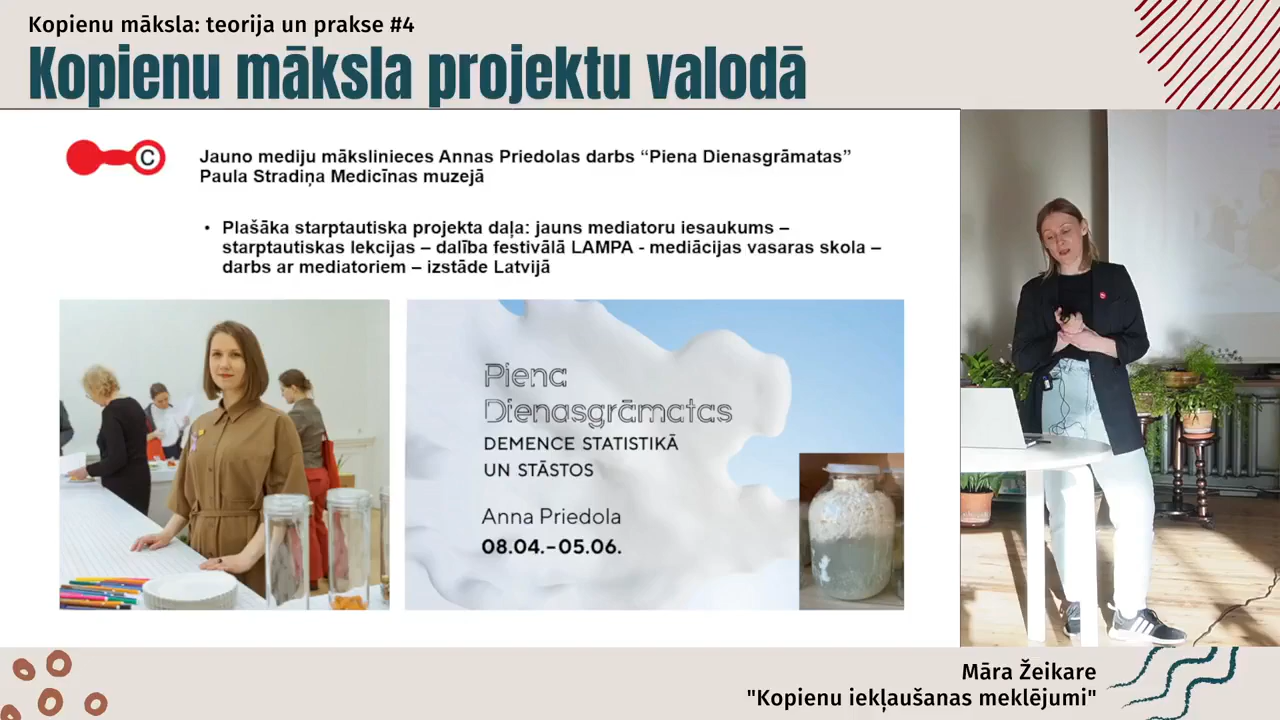 Kopienu māksla: teorija un prakse #4
Kopienu māksla projektu valodā
C
Jauno mediju mākslinieces Annas Priedolas darbs “Piena Dienasgrāmatas”
Paula Stradiņa Medicīnas muzejā
• Plašāka starptautiska projekta daļa: jauns mediatoru iesaukums –
starptautiskas lekcijas – dalība festivālā LAMPA - mediācijas vasaras skola –
darbs ar mediatoriem – izstāde Latvijā
Piena
Dienasgrāmatas
DEMENCE STATISTIKĀ
UN STĀSTOS
Anna Priedola
08.04.–05.06.
Māra Žeikare
"Kopienu iekļaušanas meklējumi"